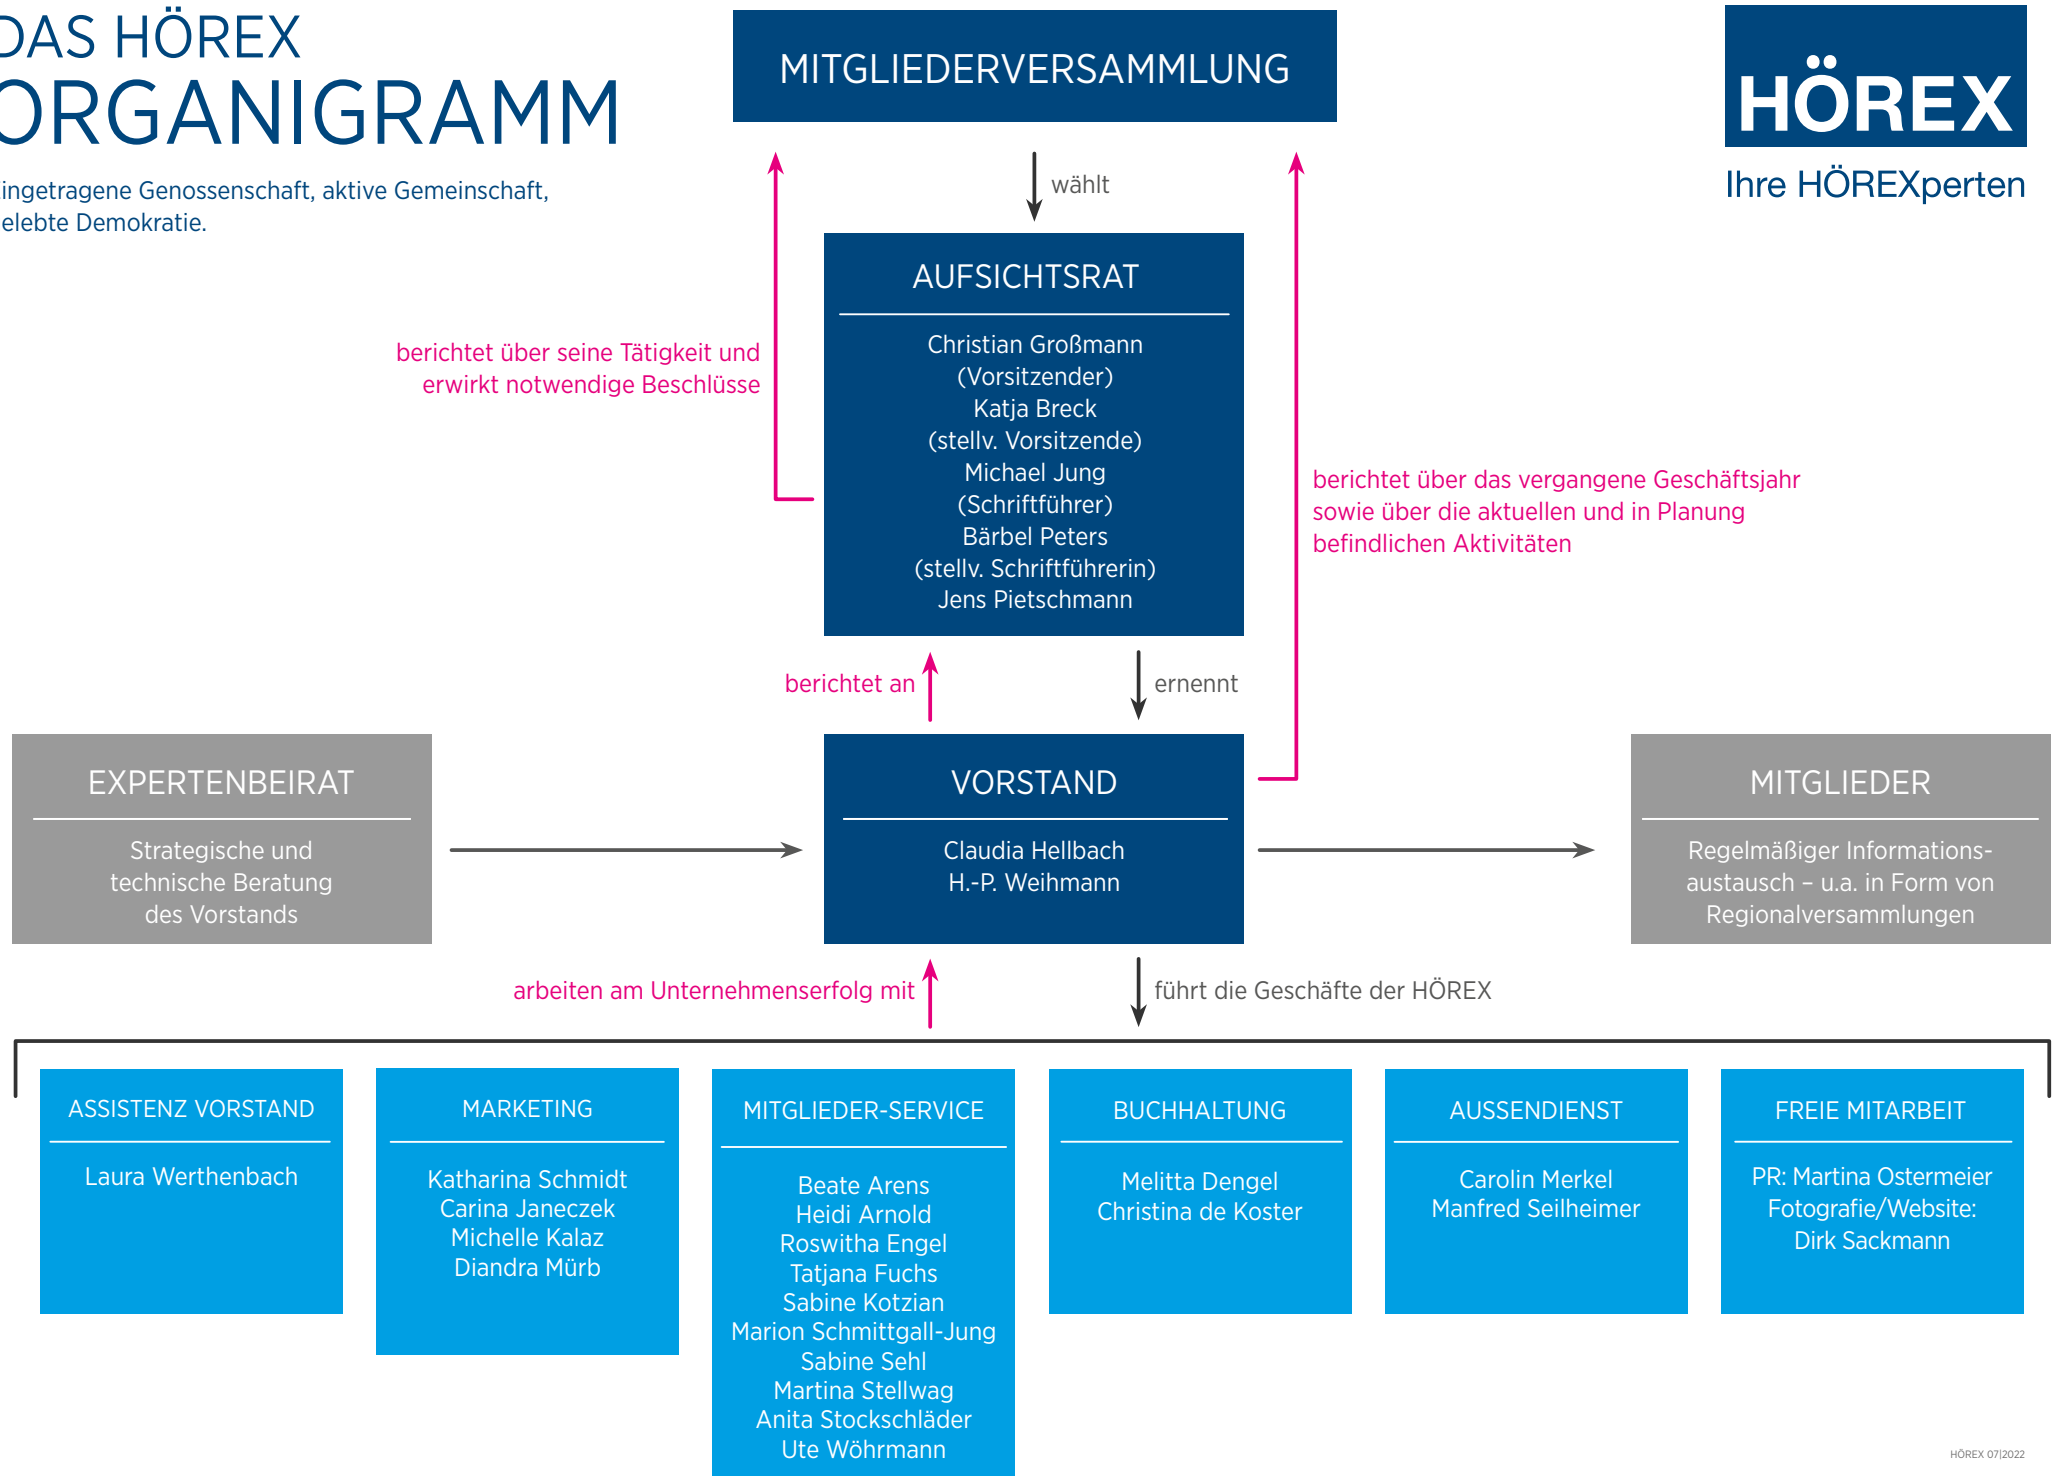 DAS HÖREX
ORGANIGRAMM
ingetragene Genossenschaft, aktive Gemeinschaft,
elebte Demokratie.
MITGLIEDERVERSAMMLUNG
HÖREX
Ihre HÖREXperten
wählt
AUFSICHTSRAT
Christian Großmann
(Vorsitzender)
Katja Breck
(stellv. Vorsitzende)
Michael Jung
(Schriftführer)
Bärbel Peters
(stellv. Schriftführerin)
Jens Pietschmann
berichtet über seine Tätigkeit und
erwirkt notwendige Beschlüsse
berichtet über das vergangene Geschäftsjahr
sowie über die aktuellen und in Planung
befindlichen Aktivitäten
berichtet an
ernennt
EXPERTENBEIRAT
Strategische und
technische Beratung
des Vorstands
VORSTAND
Claudia Hellbach
H.-P. Weihmann
MITGLIEDER
Regelmäßiger Informations-
austausch – u.a. in Form von
Regionalversammlungen
arbeiten am Unternehmenserfolg mit
führt die Geschäfte der HÖREX
ASSISTENZ VORSTAND
Laura Werthenbach
MARKETING
Katharina Schmidt
Carina Janeczek
Michelle Kalaz
Diandra Mürb
MITGLIEDER-SERVICE
Beate Arens
Heidi Arnold
Roswitha Engel
Tatjana Fuchs
Sabine Kotzian
Marion Schmittgall-Jung
Sabine Sehl
Martina Stellwag
Anita Stockschläder
Ute Wöhrmann
BUCHHALTUNG
Melitta Dengel
Christina de Koster
AUSSENDIENST
Carolin Merkel
Manfred Seilheimer
FREIE MITARBEIT
PR: Martina Ostermeier
Fotografie/Website:
Dirk Sackmann
HÖREX 07|2022